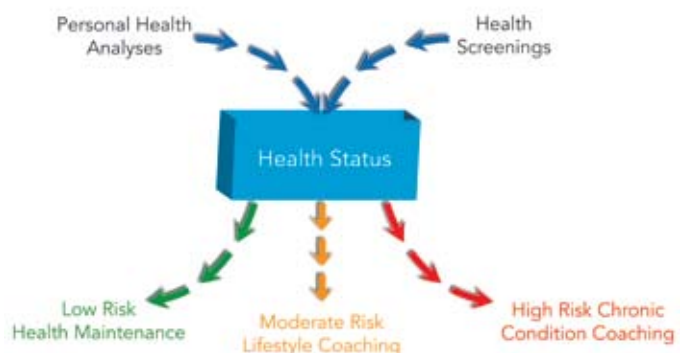 Personal Health
Analyses
Health
Screenings
Health Status
Low Risk
Health Maintenance
Moderate Risk
Lifestyle Coaching
High Risk Chronic
Condition Coaching